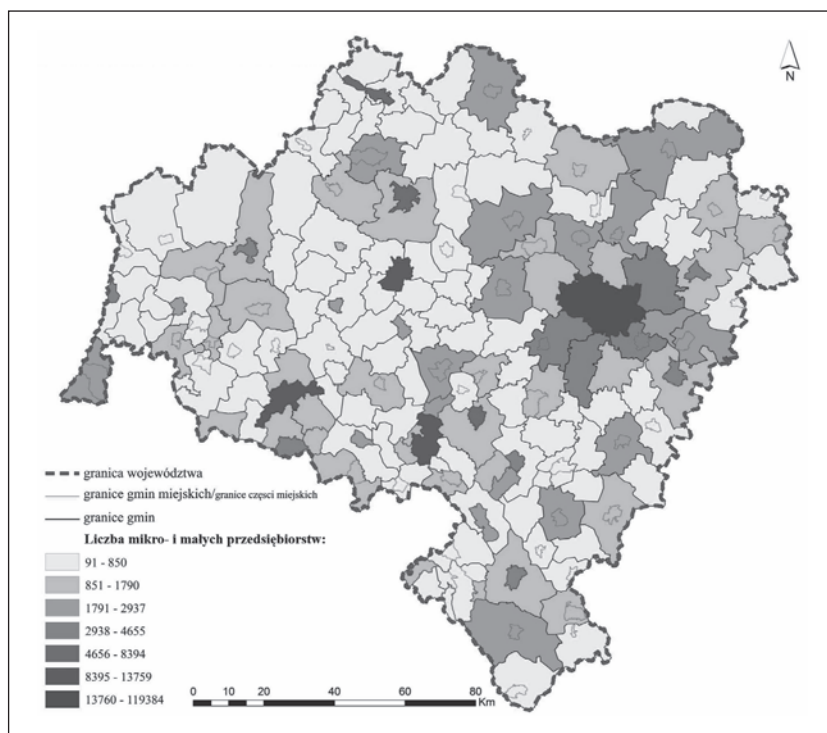 N
granica województwa
granice gmin miejskich/granice części miejskich
granice gmin
Liczba mikro- i małych przedsiębiorstw:
91 - 850
851 - 1790
1791 - 2937
2938 - 4655
4656 - 8394
8395 - 13759
13760 - 119384
0 10 20 40 60 80
Km